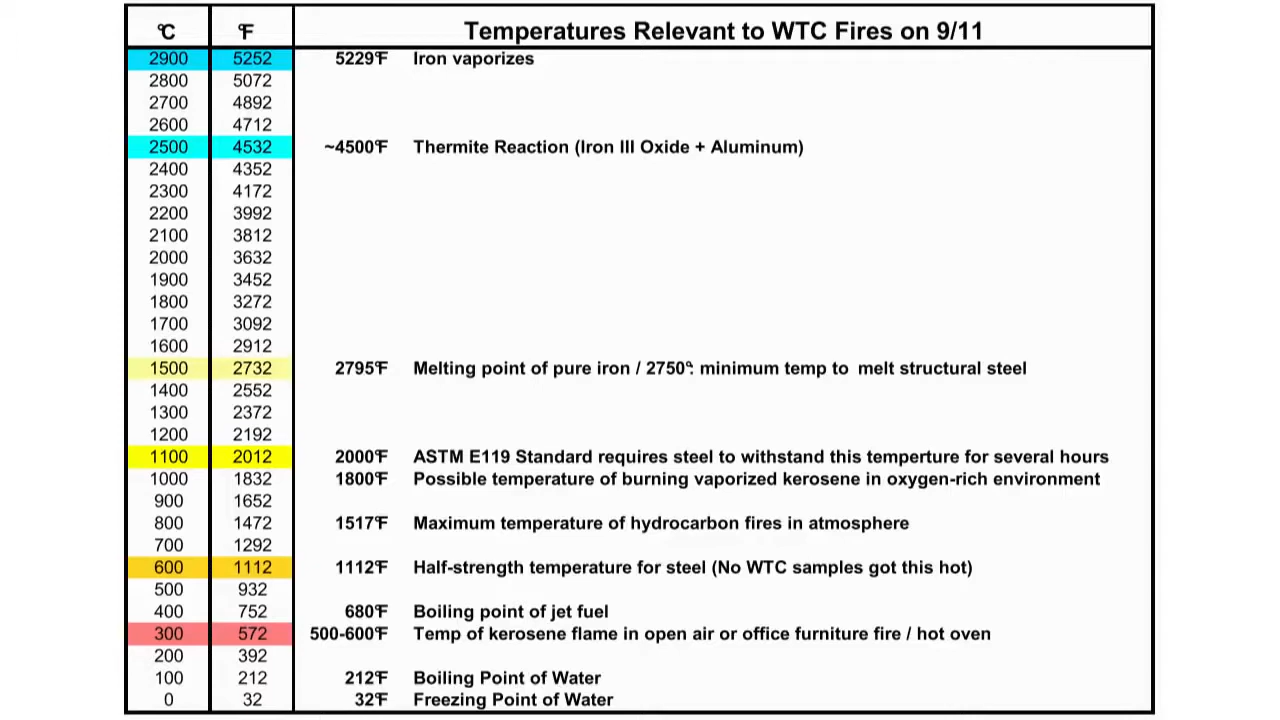 ℃ ℉ Temperatures Relevant to WTC Fires on 9/11
2900 5252 5229℉ Iron vaporizes
2800 5072
2700 4892
2600 4712
2500 4532 ~4500℉ Thermite Reaction (Iron III Oxide + Aluminum)
2400 4352
2300 4172
2200 3992
2100 3812
2000 3632
1900 3452
1800 3272
1700 3092
1600 2912
1500 2732 2795℉ Melting point of pure iron / 2750°: minimum temp to melt structural steel
1400 2552
1300 2372
1200 2192
1100 2012 2000℉ ASTM E119 Standard requires steel to withstand this temperture for several hours
1000 1832 1800℉ Possible temperature of burning vaporized kerosene in oxygen-rich environment
900 1652
800 1472 1517℉ Maximum temperature of hydrocarbon fires in atmosphere
700 1292
600 1112 1112℉ Half-strength temperature for steel (No WTC samples got this hot)
500 932
400 752 680℉ Boiling point of jet fuel
300 572 500-600℉ Temp of kerosene flame in open air or office furniture fire / hot oven
200 392
100 212 212℉ Boiling Point of Water
0 32 32℉ Freezing Point of Water